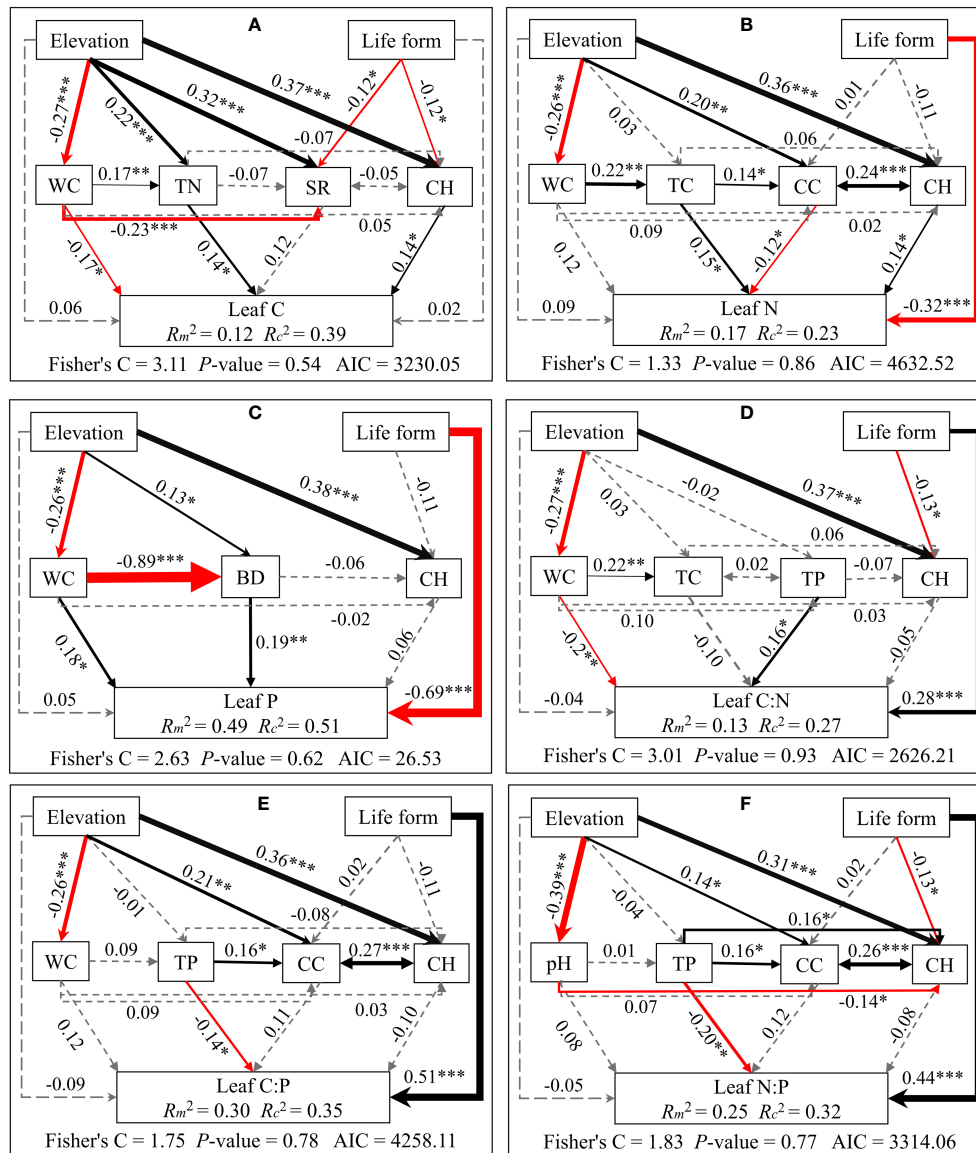 A
Elevation
Life form
-0.27***
0.22***
0.32***
0.37***
-0.12*
-0.12*
-0.07
WC
0.17**
TN
-0.07
SR
-0.05
CH
-0.23***
0.05
-0.17*
0.14*
0.12
0.14*
0.06
0.02
Leaf C
Rm² = 0.12 Rc² = 0.39
Fisher's C = 3.11 P-value = 0.54 AIC = 3230.05
B
Elevation
Life form
-0.26***
0.03
0.20**
0.36***
0.01
-0.11
0.06
WC
0.22**
TC
0.14*
CC
0.24***
CH
0.09
0.02
0.12
0.15*
-0.12*
0.14*
0.09
-0.32***
Leaf N
Rm² = 0.17 Rc² = 0.23
Fisher's C = 1.33 P-value = 0.86 AIC = 4632.52
C
Elevation
Life form
-0.26***
0.13*
0.38***
-0.11
WC
-0.89***
BD
-0.06
CH
-0.02
0.18*
0.19**
0.06
0.05
-0.69***
Leaf P
Rm² = 0.49 Rc² = 0.51
Fisher's C = 2.63 P-value = 0.62 AIC = 26.53
D
Elevation
Life form
-0.27***
0.03
-0.02
0.37***
-0.13*
0.06
WC
0.22**
TC
0.02
TP
-0.07
CH
0.10
0.03
-0.2**
-0.10
0.16*
-0.05
-0.04
0.28***
Leaf C:N
Rm² = 0.13 Rc² = 0.27
Fisher's C = 3.01 P-value = 0.93 AIC = 2626.21
E
Elevation
Life form
-0.26***
-0.01
0.21**
0.36***
0.02
-0.11
-0.08
WC
0.09
TP
0.16*
CC
0.27***
CH
0.09
0.03
0.12
-0.14*
0.11
-0.10
-0.09
0.51***
Leaf C:P
Rm² = 0.30 Rc² = 0.35
Fisher's C = 1.75 P-value = 0.78 AIC = 4258.11
F
Elevation
Life form
-0.39***
-0.04
0.14*
0.31***
0.02
-0.13*
0.16*
pH
0.01
TP
0.16*
CC
0.26***
CH
0.07
-0.14*
0.08
-0.20**
0.12
-0.08
-0.05
0.44***
Leaf N:P
Rm² = 0.25 Rc² = 0.32
Fisher's C = 1.83 P-value = 0.77 AIC = 3314.06